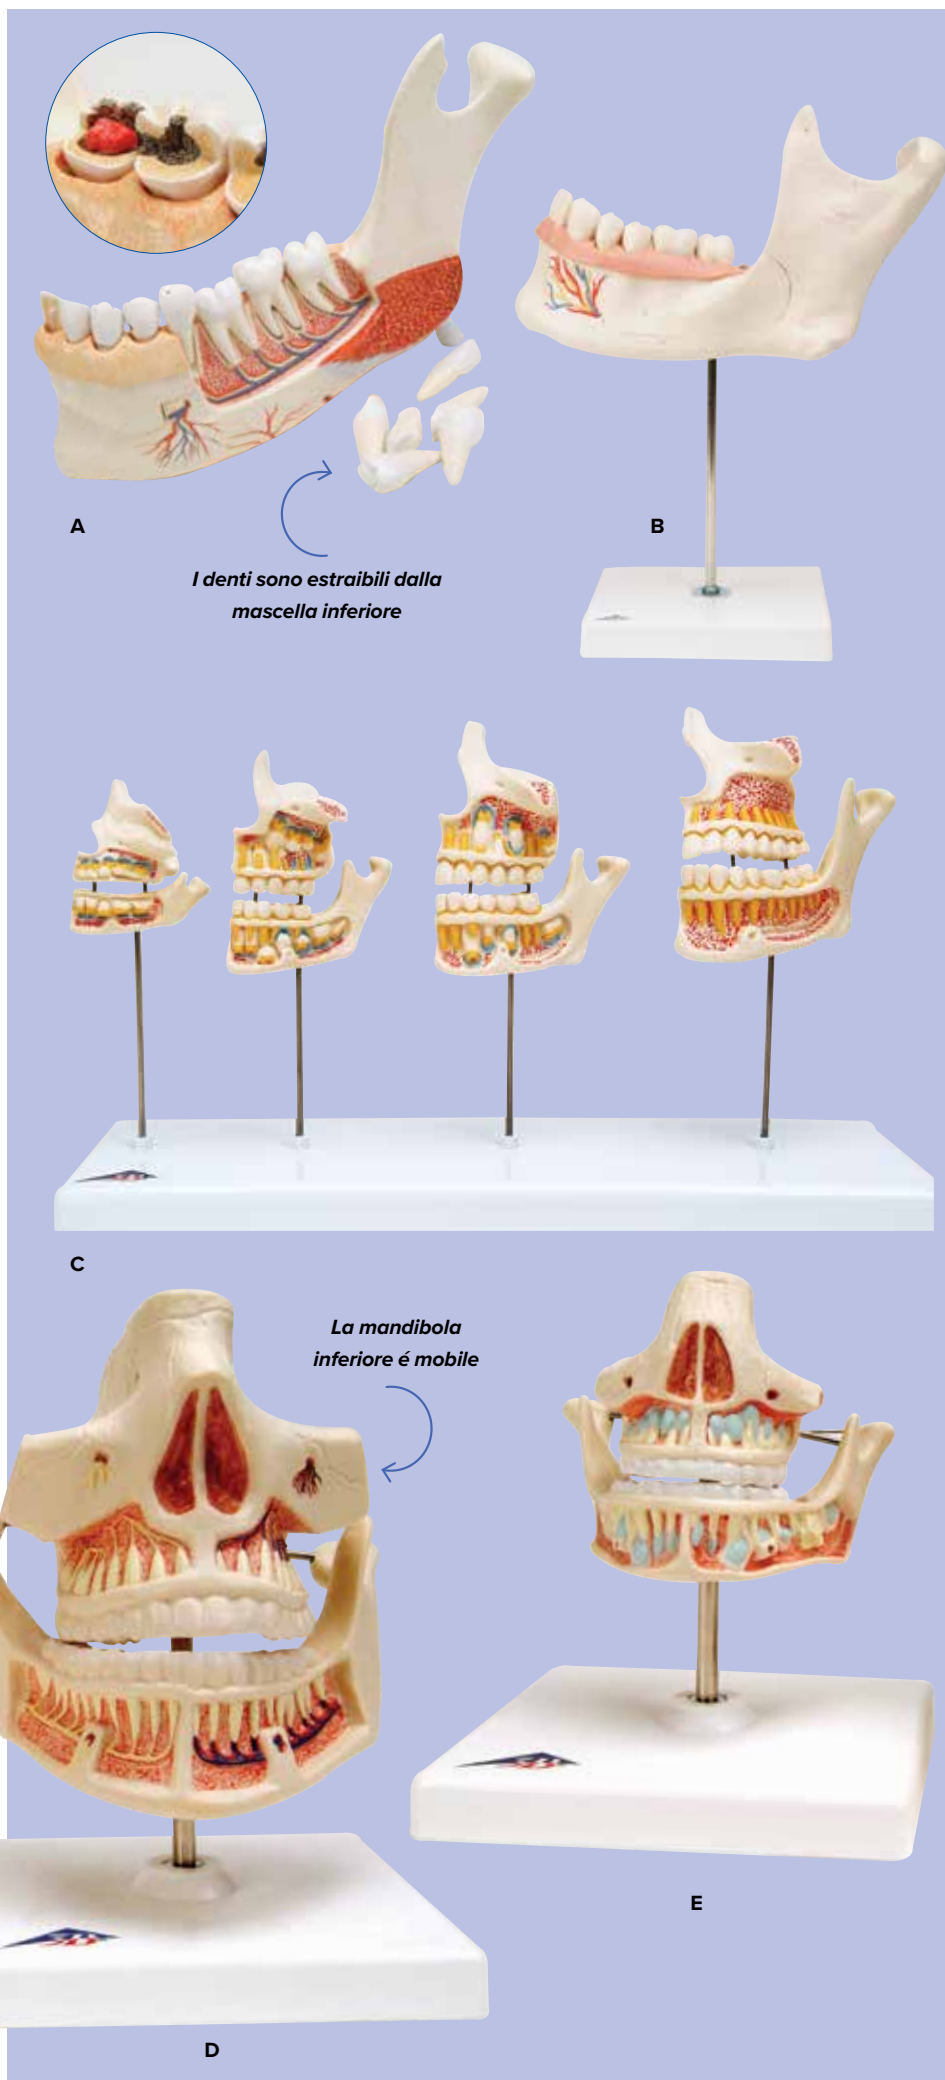 A
B
I denti sono estraibili dalla
mascella inferiore
C
La mandibola
inferiore é mobile
E
D